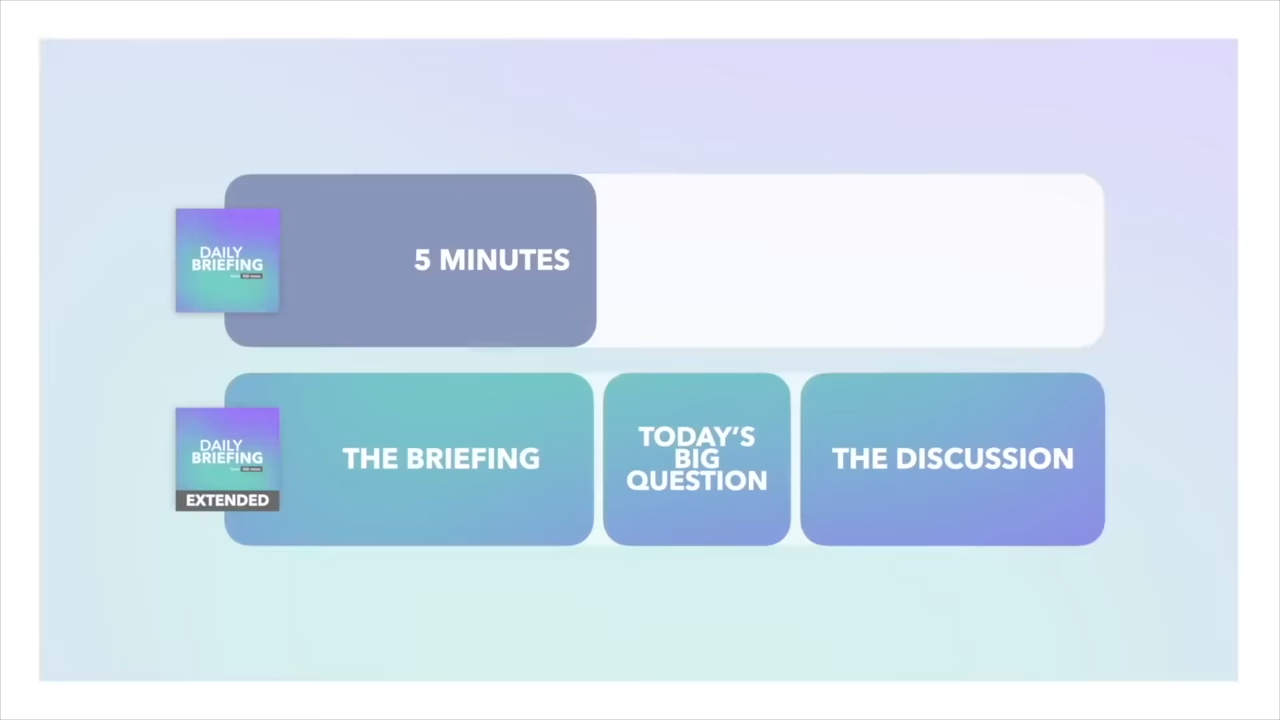 DAILY
BRIEFING
5 MINUTES
DAILY
BRIEFING
EXTENDED
THE BRIEFING
TODAY'S
BIG
QUESTION
THE DISCUSSION